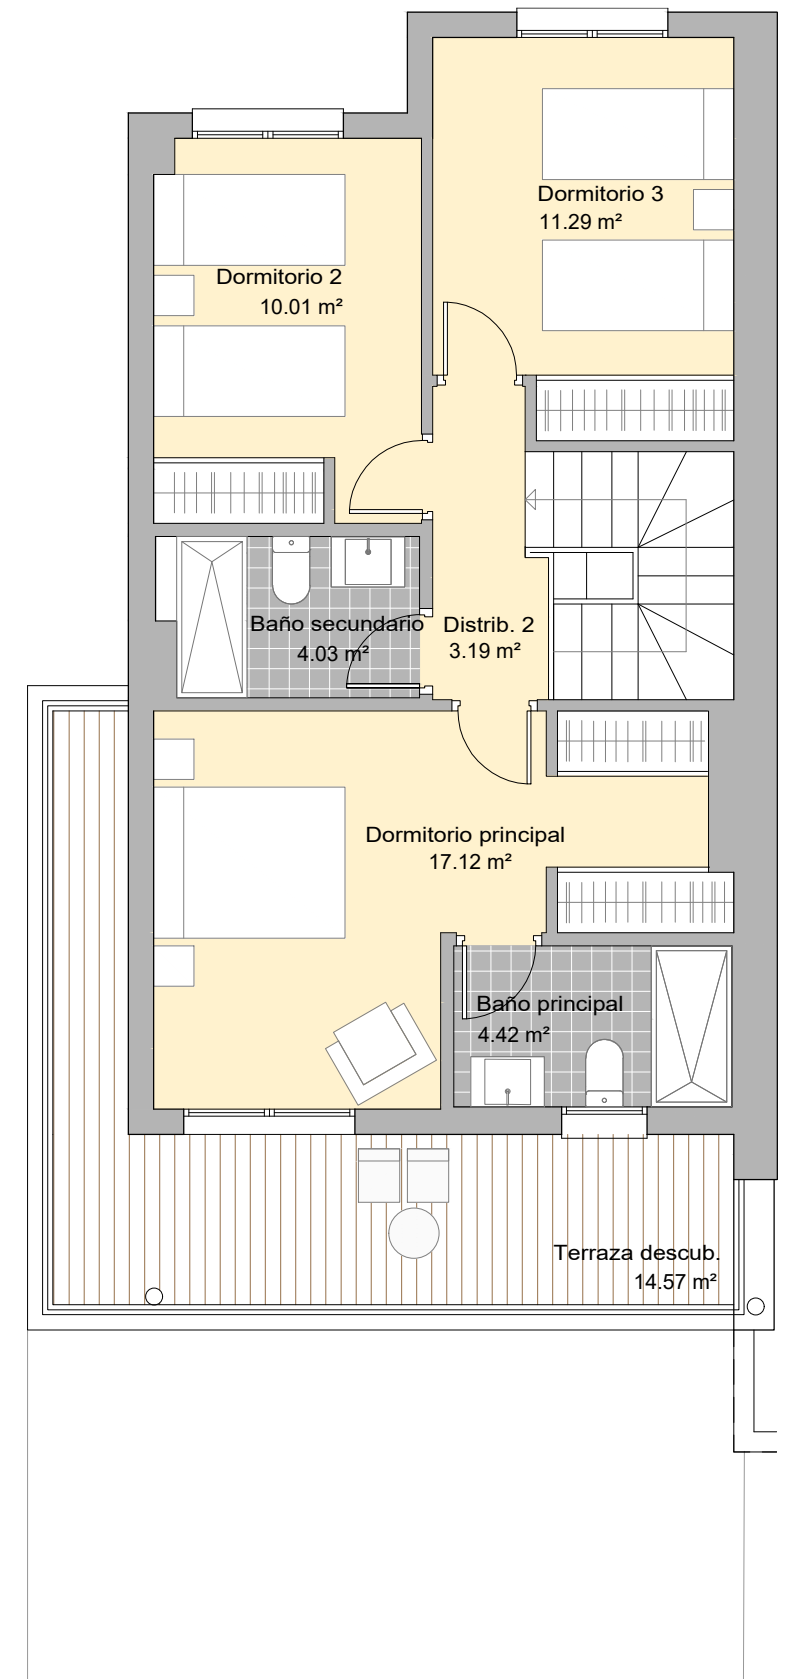 Dormitorio 3
11.29 m²
Dormitorio 2
10.01 m²
Baño secundario
4.03 m²
Distrib. 2
3.19 m²
Dormitorio principal
17.12 m²
Baño principal
4.42 m²
Terraza descub.
14.57 m²